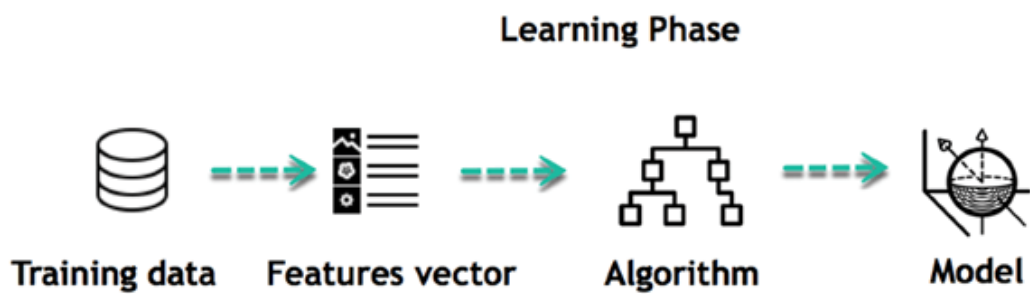 Learning Phase
Training data
Features vector
Algorithm
Model